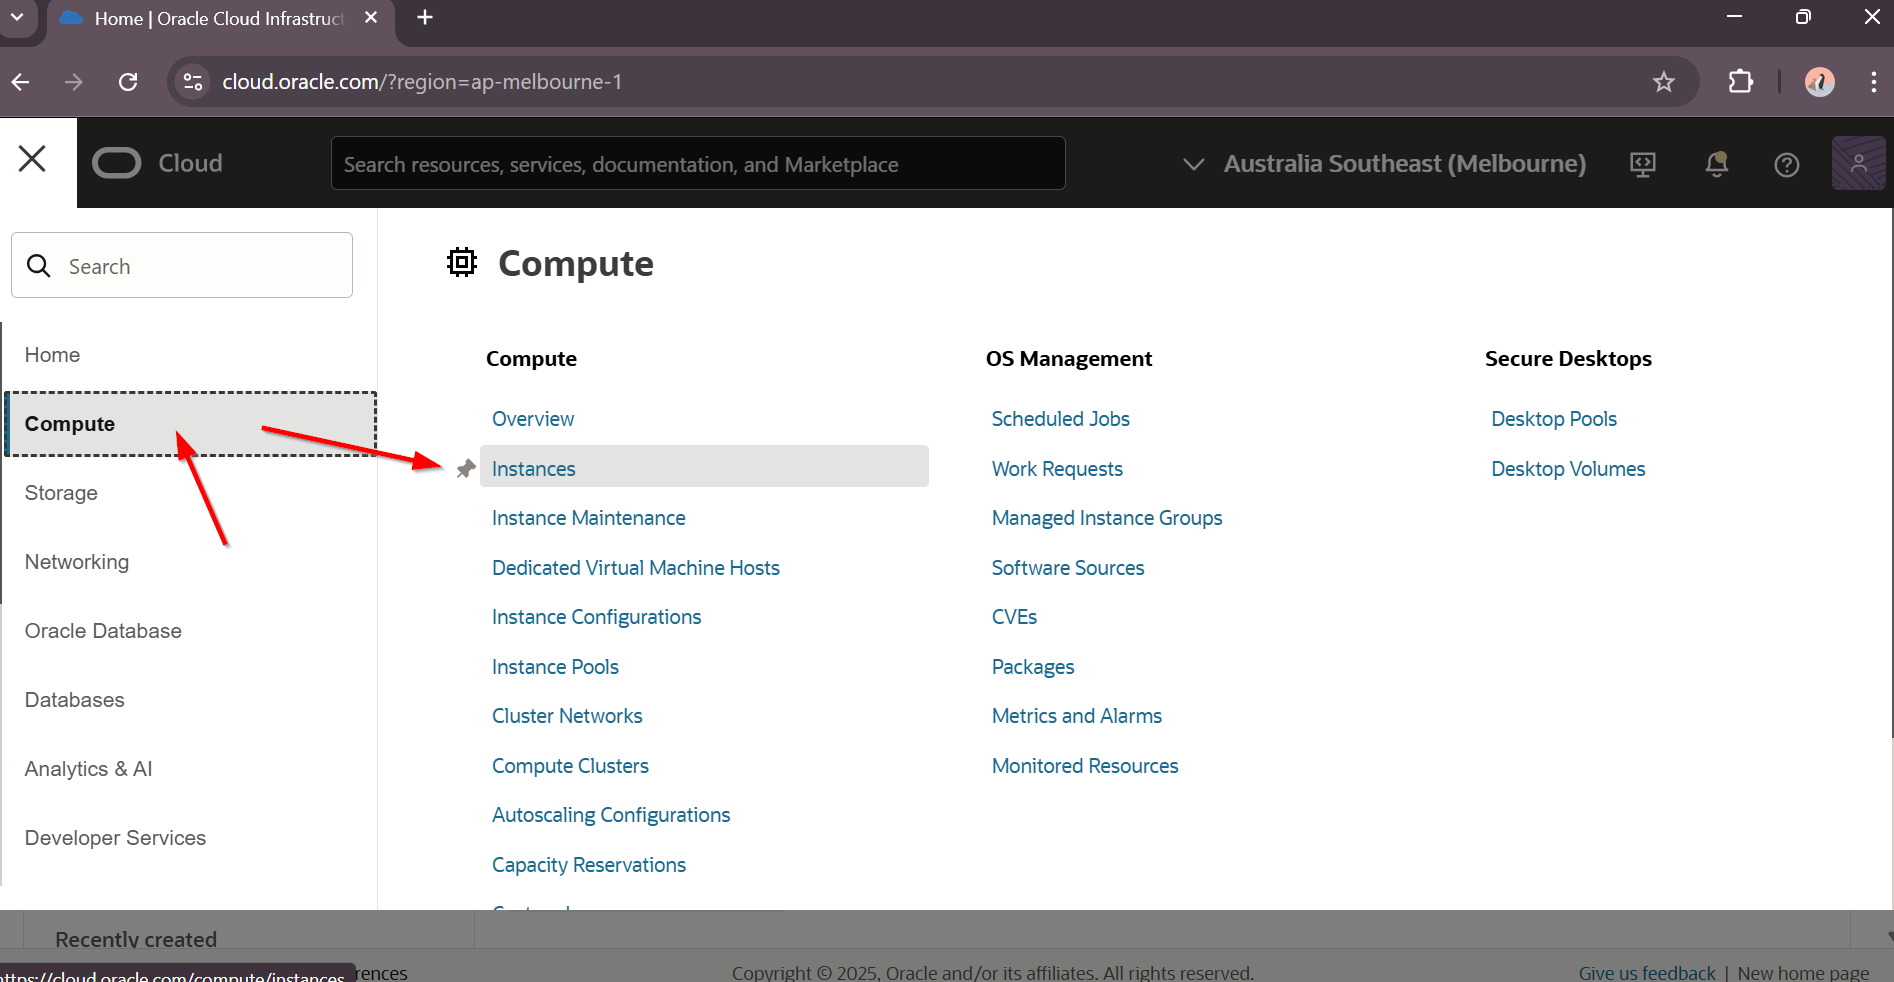 Home | Oracle Cloud Infrastruct
cloud.oracle.com/?region=ap-melbourne-1
Cloud
Search resources, services, documentation, and Marketplace
Australia Southeast (Melbourne)
Search
Home
Compute
Storage
Networking
Oracle Database
Databases
Analytics & AI
Developer Services
Compute
Compute
Overview
Instances
Instance Maintenance
Dedicated Virtual Machine Hosts
Instance Configurations
Instance Pools
Cluster Networks
Compute Clusters
Autoscaling Configurations
Capacity Reservations
OS Management
Scheduled Jobs
Work Requests
Managed Instance Groups
Software Sources
CVEs
Packages
Metrics and Alarms
Monitored Resources
Secure Desktops
Desktop Pools
Desktop Volumes
Recently created
https://cloud.oracle.com/compute/instances
rences
Copyright © 2025, Oracle and/or its affiliates. All rights reserved.
Give us feedback | New home page